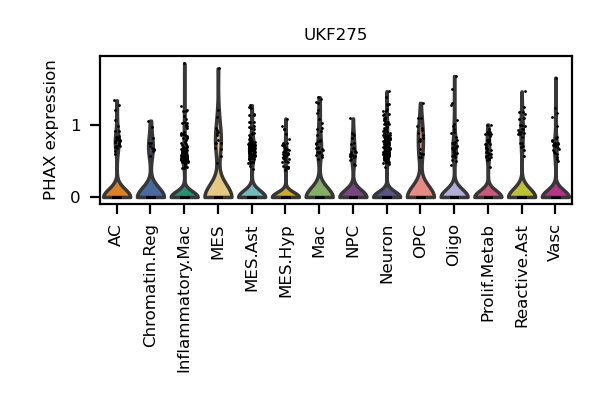 UKF275
PHAX expression
1
0
AC
Chromatin.Reg
Inflammatory.Mac
MES
MES.Ast
MES.Hyp
Mac
NPC
Neuron
OPC
Oligo
Prolif.Metab
Reactive.Ast
Vasc